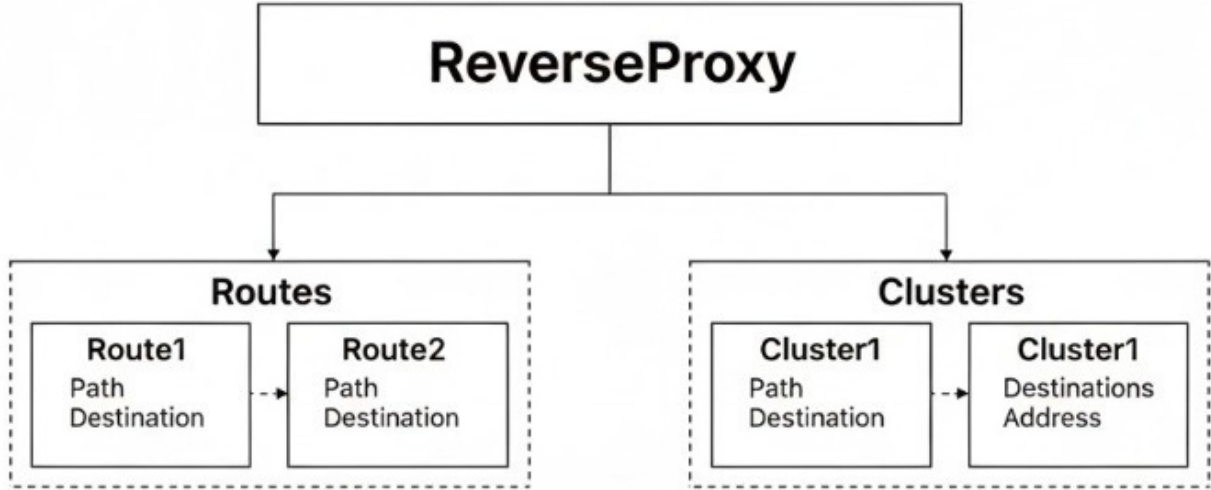 ReverseProxy
Routes
Route1
Path
Destination
Route2
Path
Destination
Clusters
Cluster1
Path
Destination
Cluster1
Destinations
Address